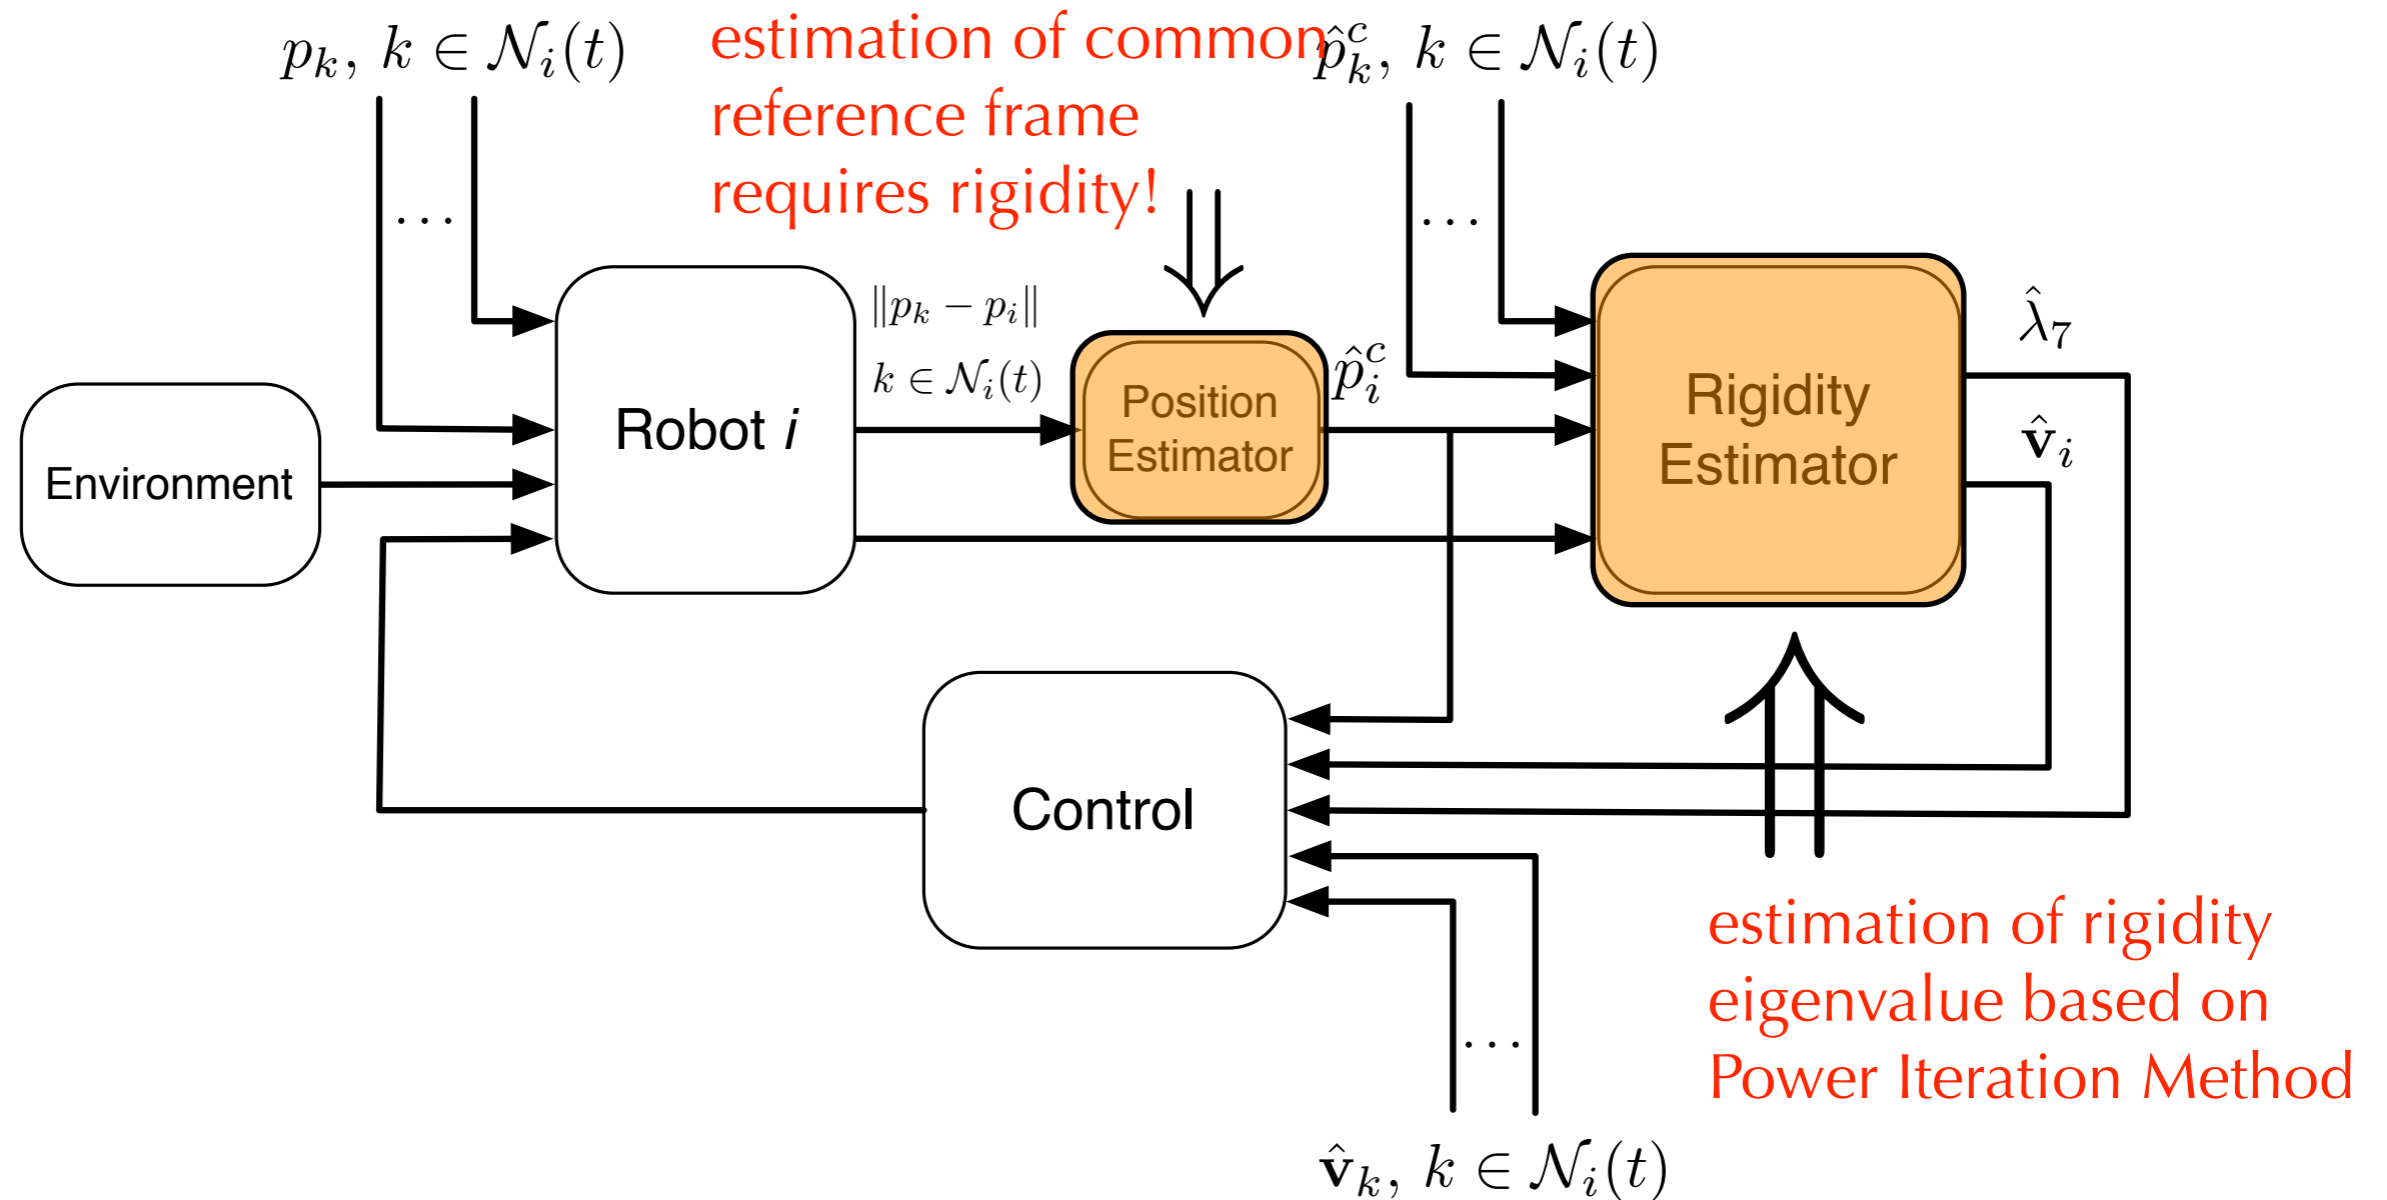 p_k, k ∈ 𝒩_i(t)
estimation of common
reference frame
requires rigidity!
p̂_k^c, k ∈ 𝒩_i(t)
...
...
‖p_k − p_i‖
k ∈ 𝒩_i(t)
Environment
Robot i
Position
Estimator
p̂_i^c
Rigidity
Estimator
λ̂_7
v̂_i
Control
estimation of rigidity
eigenvalue based on
Power Iteration Method
...
v̂_k, k ∈ 𝒩_i(t)